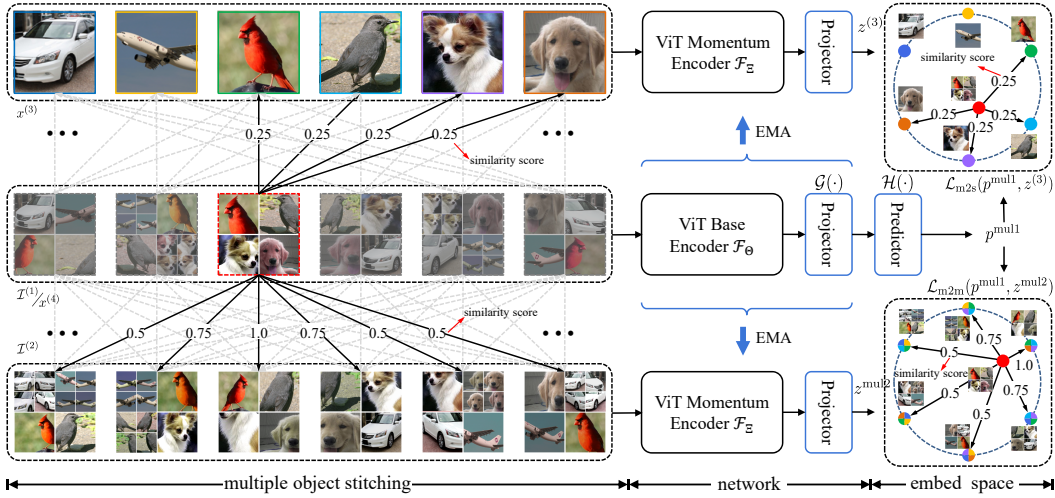 x^(3)
0.25
0.25
0.25
0.25
similarity score
I^(1)/x^(4)
I^(2)
0.5
0.75
1.0
0.75
0.5
0.5
similarity score
multiple object stitching
ViT Momentum
Encoder F_Ξ
Projector
z^(3)
EMA
ViT Base
Encoder F_Θ
G(·)
Projector
H(·)
Predictor
EMA
ViT Momentum
Encoder F_Ξ
Projector
z^mul2
network
similarity score
0.25
0.25
0.25
0.25
L_m2s(p^mul1, z^(3))
p^mul1
L_m2m(p^mul1, z^mul2)
0.75
0.5
1.0
similarity score
0.5
0.75
0.5
embed space